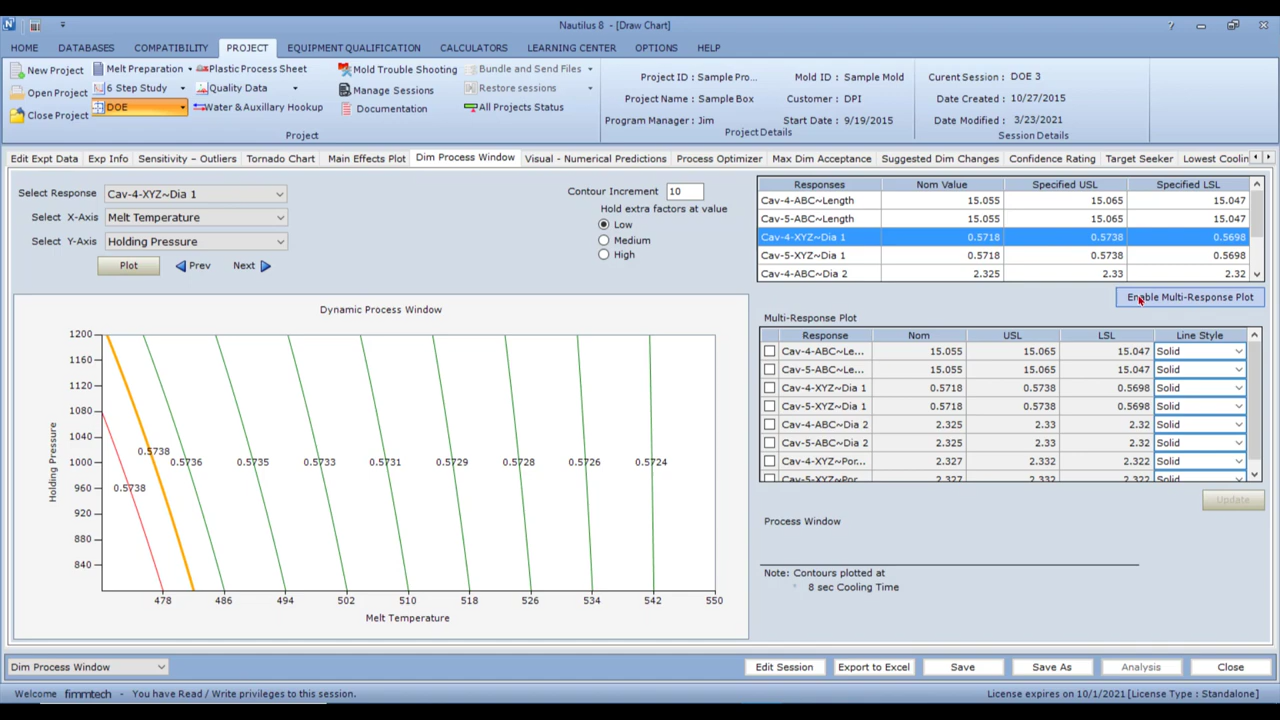 Nautilus 8 - [Draw Chart]
HOME DATABASES COMPATIBILITY PROJECT EQUIPMENT QUALIFICATION CALCULATORS LEARNING CENTER OPTIONS HELP
New Project Melt Preparation Plastic Process Sheet Mold Trouble Shooting Bundle and Send Files
Open Project 6 Step Study Quality Data Manage Sessions Restore sessions
Close Project DOE Water & Auxillary Hookup Documentation All Projects Status
Project
Project ID : Sample Pro... Mold ID : Sample Mold
Project Name : Sample Box Customer : DPI
Program Manager : Jim Start Date : 9/19/2015
Project Details
Curent Session : DOE 3
Date Created : 10/27/2015
Date Modified : 3/23/2021
Session Details
Edit Expt Data Exp Info Sensitivity - Outliers Tornado Chart Main Effects Plot Dim Process Window Visual - Numerical Predictions Process Optimizer Max Dim Acceptance Suggested Dim Changes Confidence Rating Target Seeker Lowest Coolin
Select Response Cav-4-XYZ~Dia 1
Select X-Axis Melt Temperature
Select Y-Axis Holding Pressure
Plot Prev Next
Contour Increment 10
Hold extra factors at value
Low
Medium
High
Responses Nom Value Specified USL Specified LSL
Cav-4-ABC~Length 15.055 15.065 15.047
Cav-5-ABC~Length 15.055 15.065 15.047
Cav-4-XYZ~Dia 1 0.5718 0.5738 0.5698
Cav-5-XYZ~Dia 1 0.5718 0.5738 0.5698
Cav-4-ABC~Dia 2 2.325 2.33 2.32
Enable Multi-Response Plot
Dynamic Process Window
1200
1160
1120
1080
1040
1000
960
920
880
840
Holding Pressure
0.5738
0.5738 0.5736 0.5735 0.5733 0.5731 0.5729 0.5728 0.5726 0.5724
478 486 494 502 510 518 526 534 542 550
Melt Temperature
Multi-Response Plot
Response Nom USL LSL Line Style
Cav-4-ABC~Le... 15.055 15.065 15.047 Solid
Cav-5-ABC~Le... 15.055 15.065 15.047 Solid
Cav-4-XYZ~Dia 1 0.5718 0.5738 0.5698 Solid
Cav-5-XYZ~Dia 1 0.5718 0.5738 0.5698 Solid
Cav-4-ABC~Dia 2 2.325 2.33 2.32 Solid
Cav-5-ABC~Dia 2 2.325 2.33 2.32 Solid
Cav-4-XYZ~Por... 2.327 2.332 2.322 Solid
Cav-5-XYZ~Por 2.327 2.332 2.322 Solid
Update
Process Window
Note: Contours plotted at
8 sec Cooling Time
Dim Process Window Edit Session Export to Excel Save Save As Analysis Close
Welcome fimmtech - You have Read / Write privileges to this session. License expires on 10/1/2021 [License Type : Standalone]